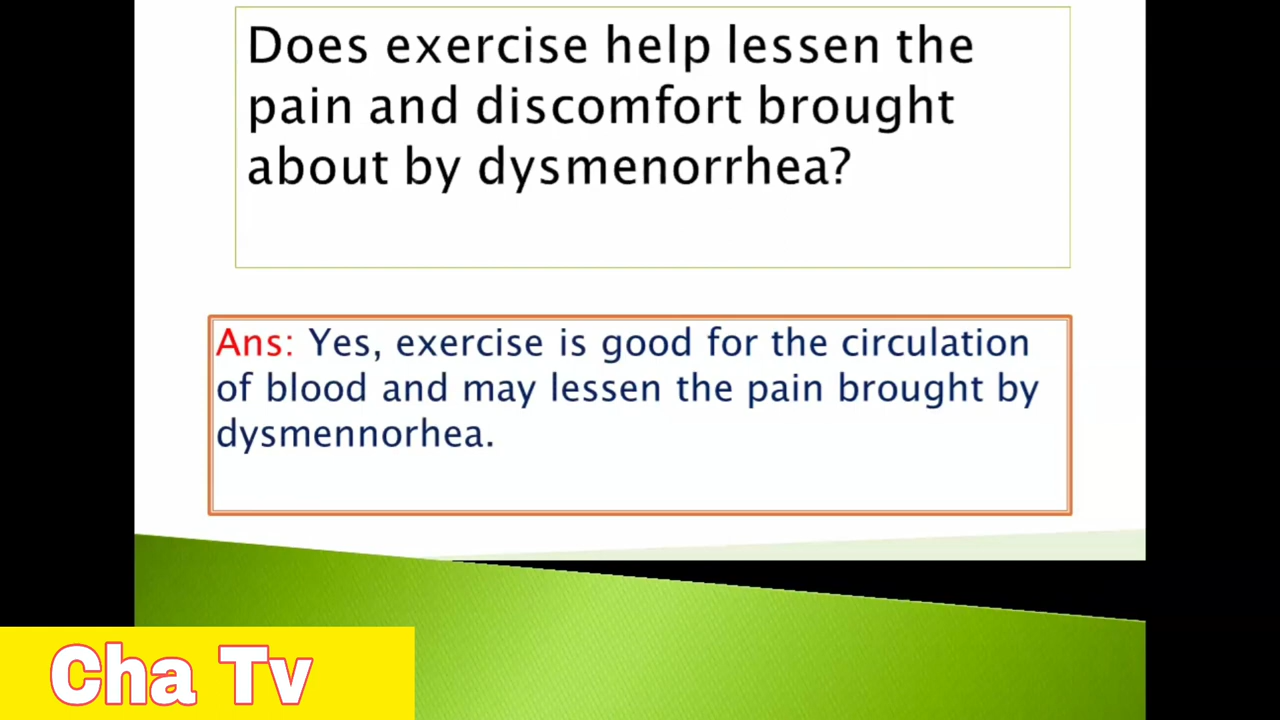 Does exercise help lessen the
pain and discomfort brought
about by dysmenorrhea?
Ans: Yes, exercise is good for the circulation
of blood and may lessen the pain brought by
dysmennorhea.
Cha Tv